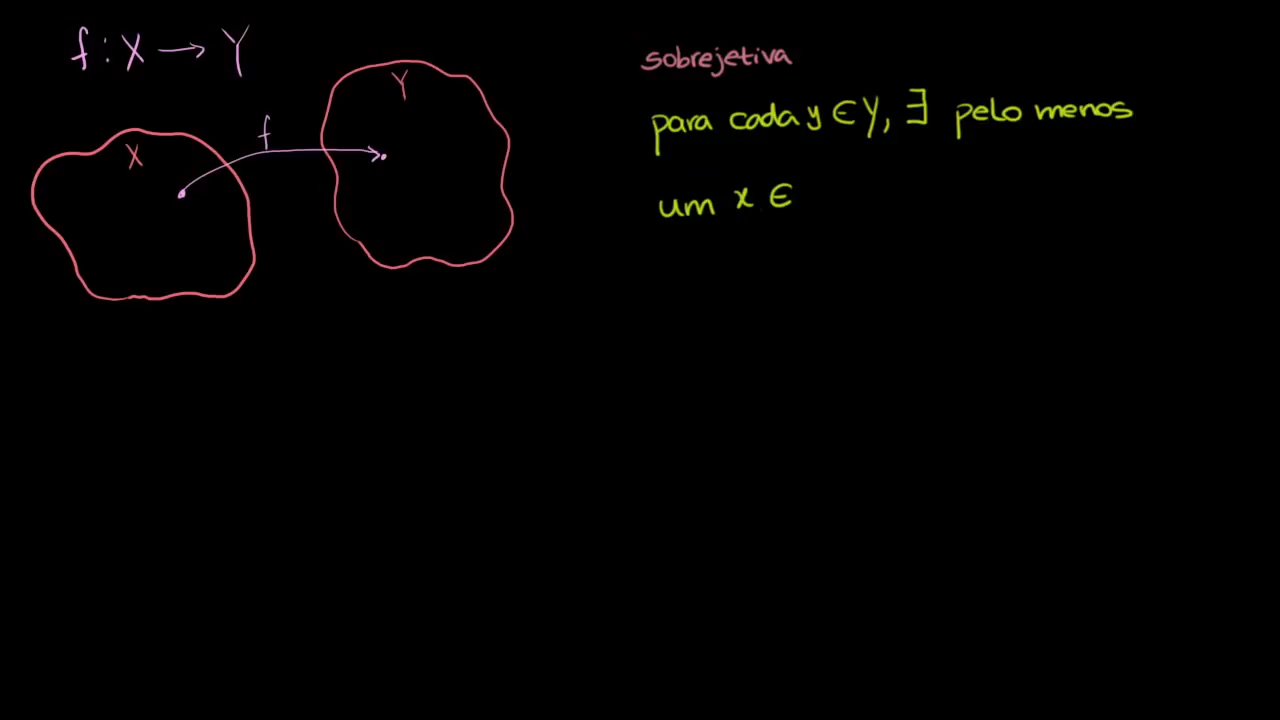 f : X → Y
X
f
Y
sobrejetiva
para cada y ∈ Y, ∃ pelo menos
um x ∈